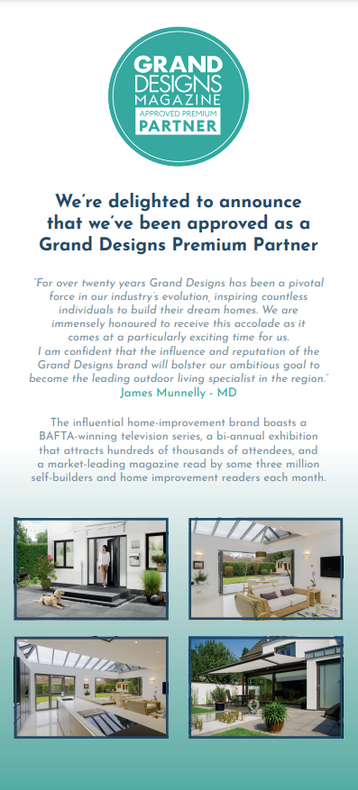 GRAND
DESIGNS
MAGAZINE
APPROVED PREMIUM
PARTNER
We're delighted to announce
that we've been approved as a
Grand Designs Premium Partner
"For over twenty years Grand Designs has been a pivotal
force in our industry's evolution, inspiring countless
individuals to build their dream homes. We are
immensely honoured to receive this accolade as it
comes at a particularly exciting time for us.
I am confident that the influence and reputation of the
Grand Designs brand will bolster our ambitious goal to
become the leading outdoor living specialist in the region."
James Munnelly - MD
The influential home-improvement brand boasts a
BAFTA-winning television series, a bi-annual exhibition
that attracts hundreds of thousands of attendees, and
a market-leading magazine read by some three million
self-builders and home improvement readers each month.